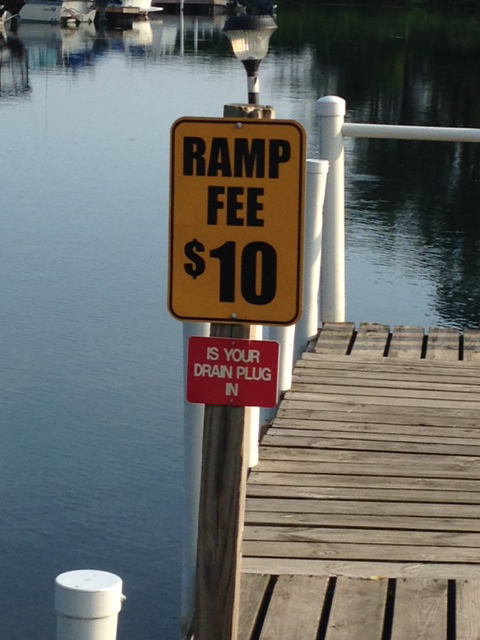 RAMP
FEE
$10
IS YOUR
DRAIN PLUG
IN